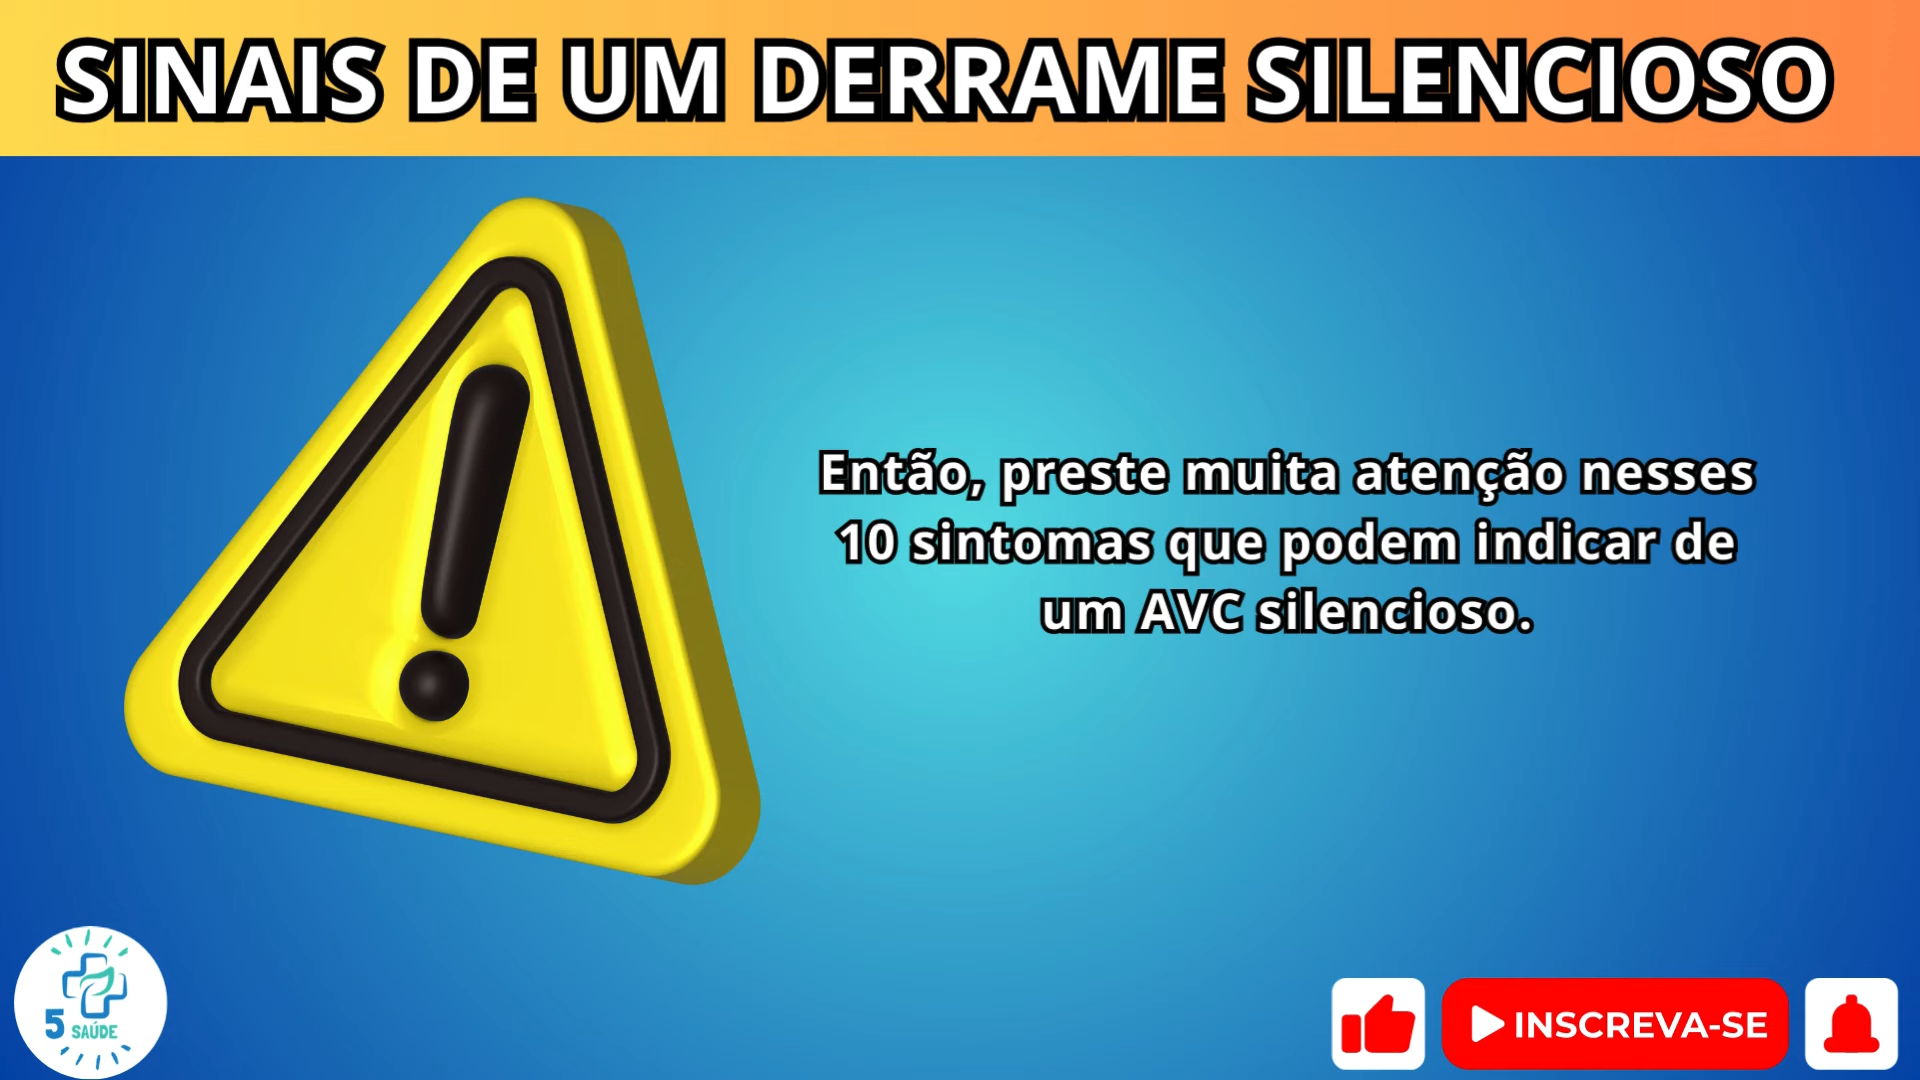 SINAIS DE UM DERRAME SILENCIOSO
Então, preste muita atenção nesses
10 sintomas que podem indicar de
um AVC silencioso.
5 SAÚDE
INSCREVA-SE